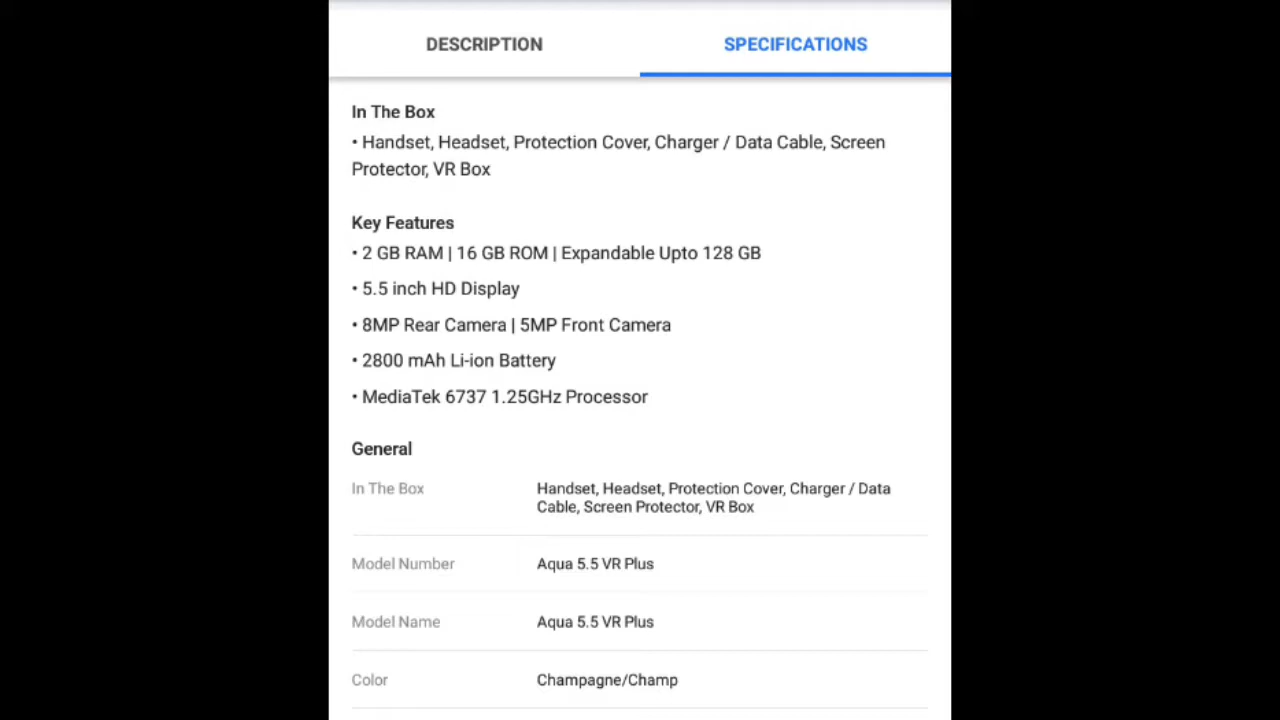 DESCRIPTION
SPECIFICATIONS
In The Box
• Handset, Headset, Protection Cover, Charger / Data Cable, Screen
Protector, VR Box
Key Features
• 2 GB RAM | 16 GB ROM | Expandable Upto 128 GB
• 5.5 inch HD Display
• 8MP Rear Camera | 5MP Front Camera
• 2800 mAh Li-ion Battery
• MediaTek 6737 1.25GHz Processor
General
In The Box
Handset, Headset, Protection Cover, Charger / Data
Cable, Screen Protector, VR Box
Model Number
Aqua 5.5 VR Plus
Model Name
Aqua 5.5 VR Plus
Color
Champagne/Champ